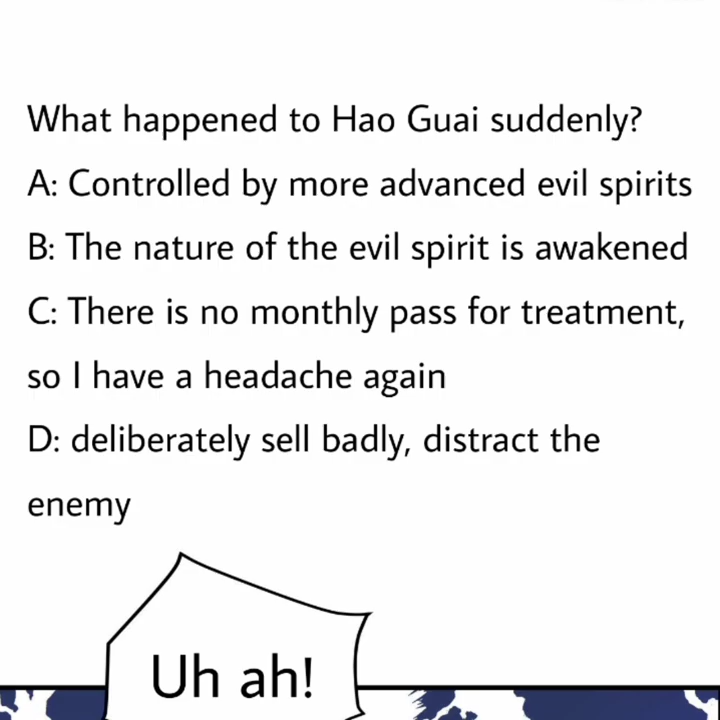 What happened to Hao Guai suddenly?
A: Controlled by more advanced evil spirits
B: The nature of the evil spirit is awakened
C: There is no monthly pass for treatment,
so I have a headache again
D: deliberately sell badly, distract the
enemy
Uh ah!